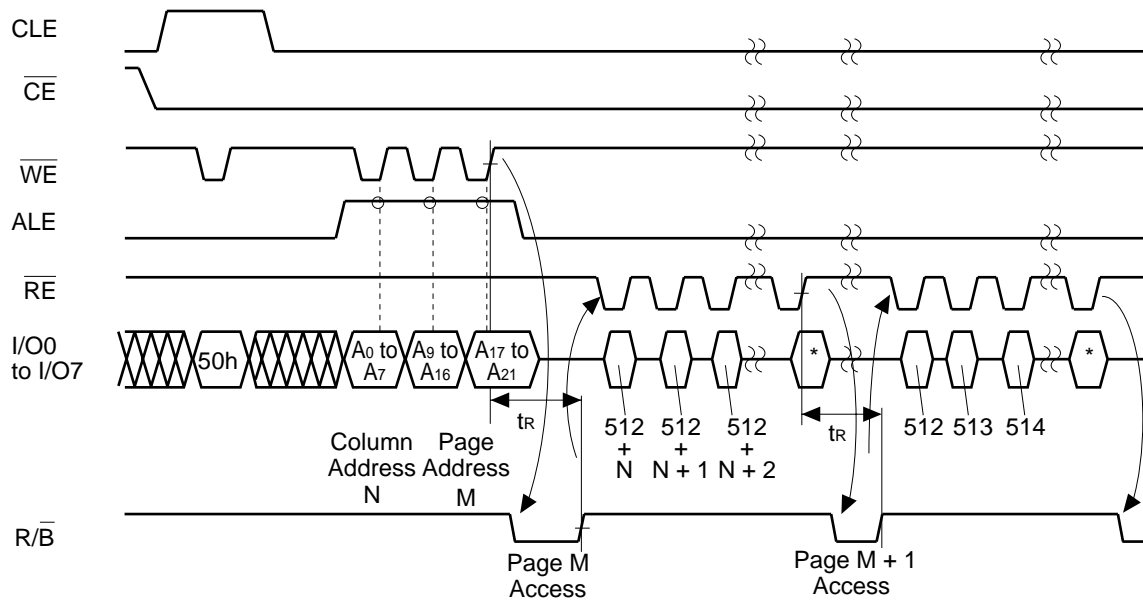 CLE
CE
WE
ALE
RE
I/O0
to I/O7
50h
A0 to
A7
A9 to
A16
A17 to
A21
*
*
tR
tR
Column
Address
N
Page
Address
M
512
+
N
512
+
N + 1
512
+
N + 2
512
513
514
R/B
Page M
Access
Page M + 1
Access